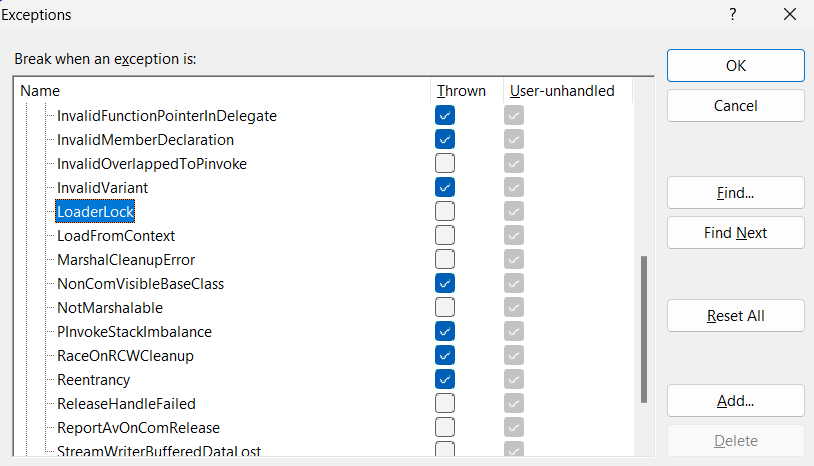 Exceptions ?
Break when an exception is:
Name Thrown User-unhandled
InvalidFunctionPointerInDelegate
InvalidMemberDeclaration
InvalidOverlappedToPinvoke
InvalidVariant
LoaderLock
LoadFromContext
MarshalCleanupError
NonComVisibleBaseClass
NotMarshalable
PInvokeStackImbalance
RaceOnRCWCleanup
Reentrancy
ReleaseHandleFailed
ReportAvOnComRelease
StreamWriterBufferedDataLost
OK
Cancel
Find...
Find Next
Reset All
Add...
Delete